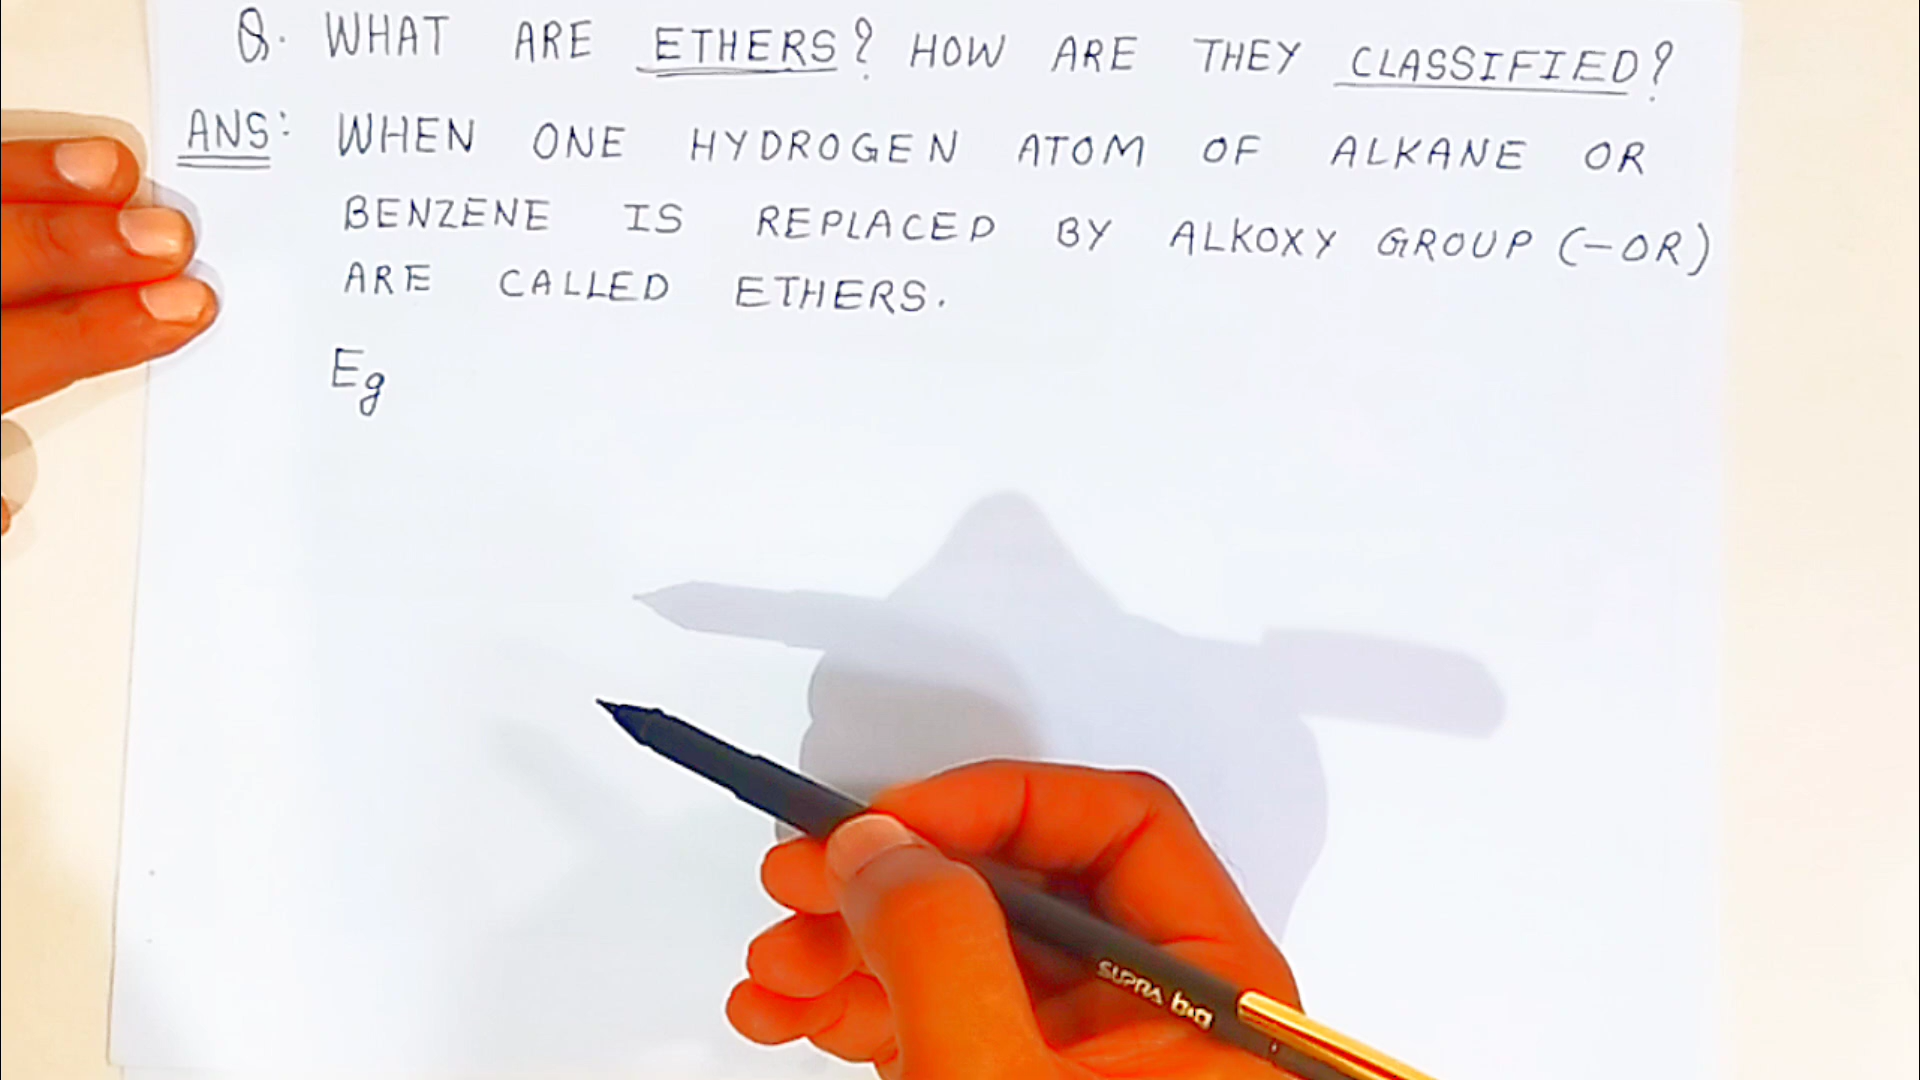 Q. WHAT ARE ETHERS? HOW ARE THEY CLASSIFIED?
ANS: WHEN ONE HYDROGEN ATOM OF ALKANE OR
BENZENE IS REPLACED BY ALKOXY GROUP (-OR)
ARE CALLED ETHERS.
Eg
SUPRA